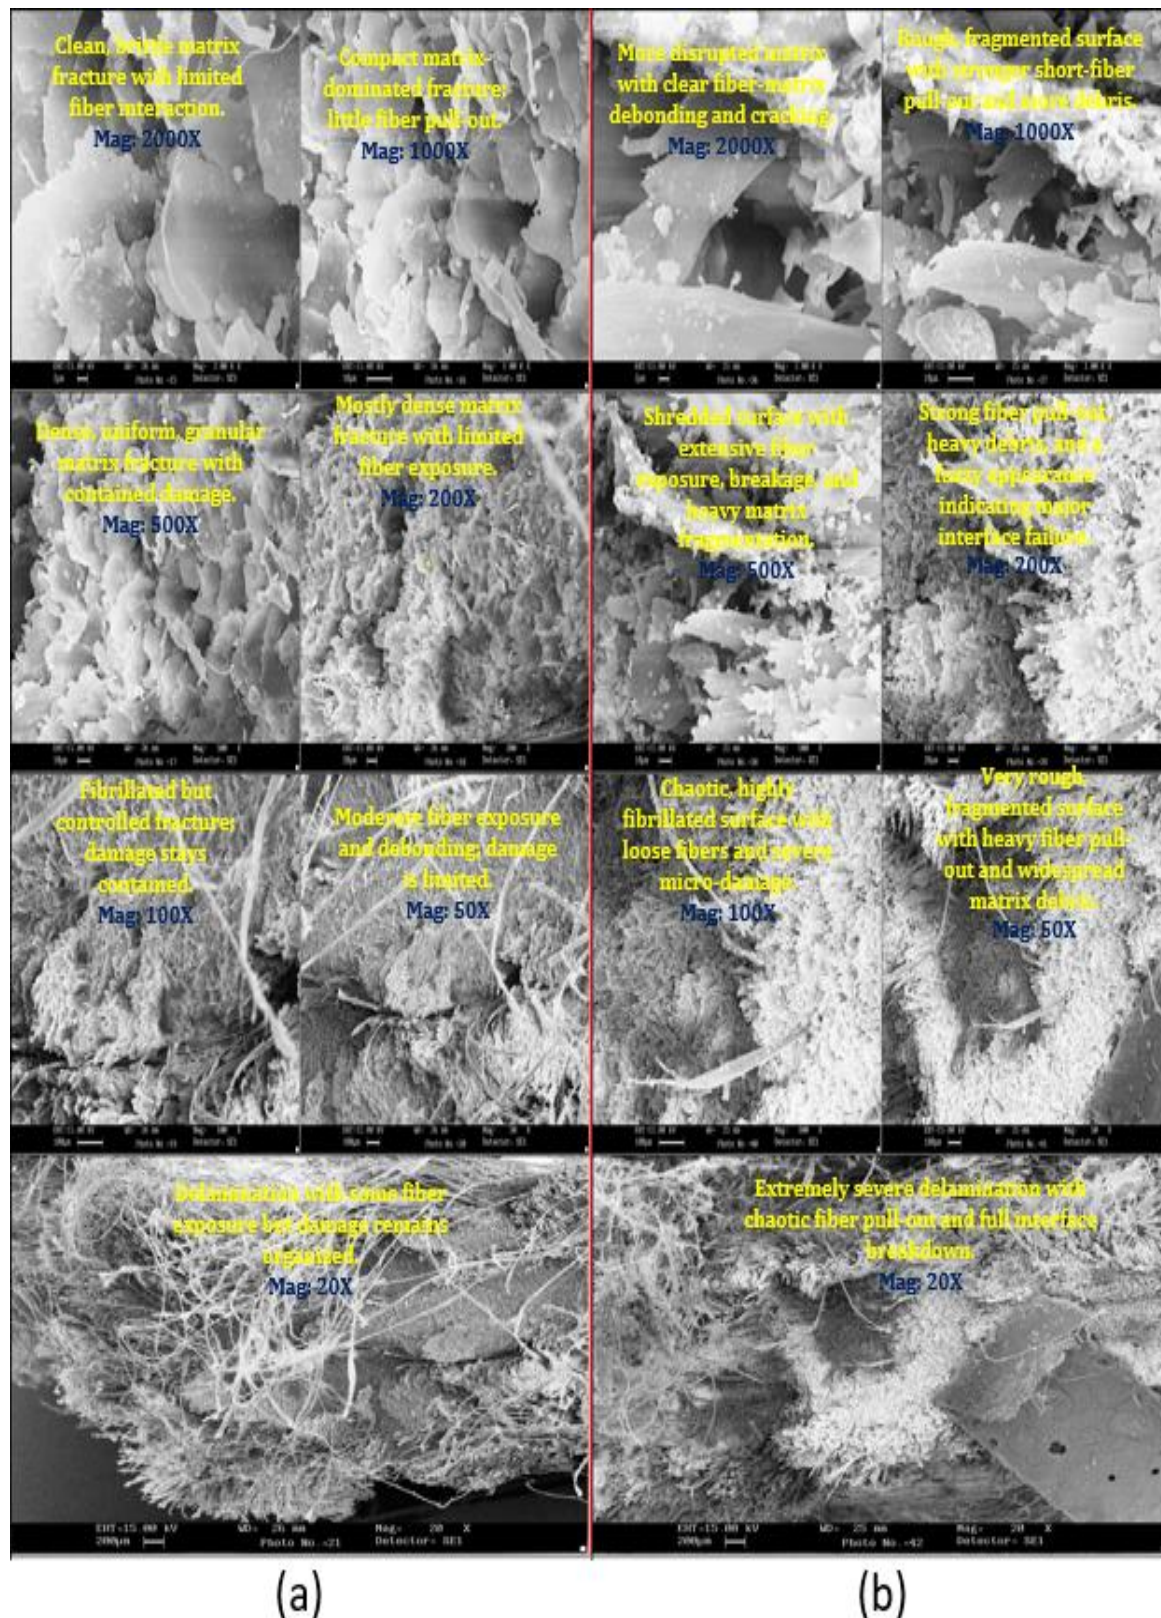 Clean, brittle matrix
fracture with limited
fiber interaction.
Mag: 2000X
Compact matrix-
dominated fracture;
little fiber pull-out.
Mag: 1000X
More disrupted matrix
with clear fiber-matrix
debonding and cracking.
Mag: 2000X
Rough, fragmented surface
with stronger short-fiber
pull-out and more debris.
Mag: 1000X
Dense, uniform, granular
matrix fracture with
contained damage.
Mag: 500X
Mostly dense matrix
fracture with limited
fiber exposure.
Mag: 200X
Shredded surface with
extensive fiber
exposure, breakage, and
heavy matrix
fragmentation.
Mag: 500X
Strong fiber pull-out,
heavy debris, and a
fuzzy appearance
indicating major
interface failure.
Mag: 200X
Fibrillated but
controlled fracture;
damage stays
contained.
Mag: 100X
Moderate fiber exposure
and debonding; damage
is limited.
Mag: 50X
Chaotic, highly
fibrillated surface with
loose fibers and severe
micro-damage.
Mag: 100X
Very rough,
fragmented surface
with heavy fiber pull-
out and widespread
matrix debris.
Mag: 50X
Delamination with some fiber
exposure but damage remains
organized.
Mag: 20X
Extremely severe delamination with
chaotic fiber pull-out and full interface
breakdown.
Mag: 20X
EHT=15.00 kV WD= 26 mm Mag= 20 X
200µm Photo No.=21 Detector= SE1
EHT=15.00 kV WD= 25 mm Mag= 20 X
200µm Photo No.=42 Detector= SE1
(a)
(b)